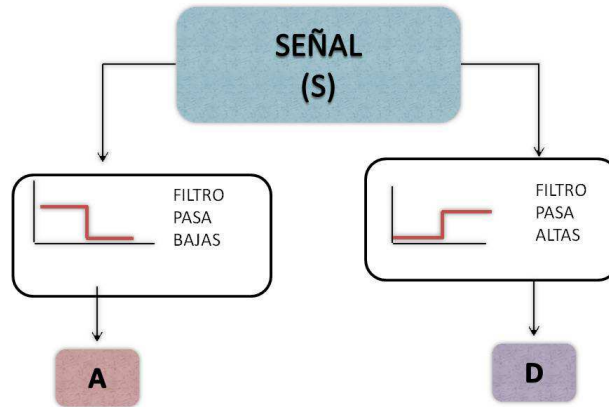 SEÑAL
(S)
FILTRO
PASA
BAJAS
FILTRO
PASA
ALTAS
A
D